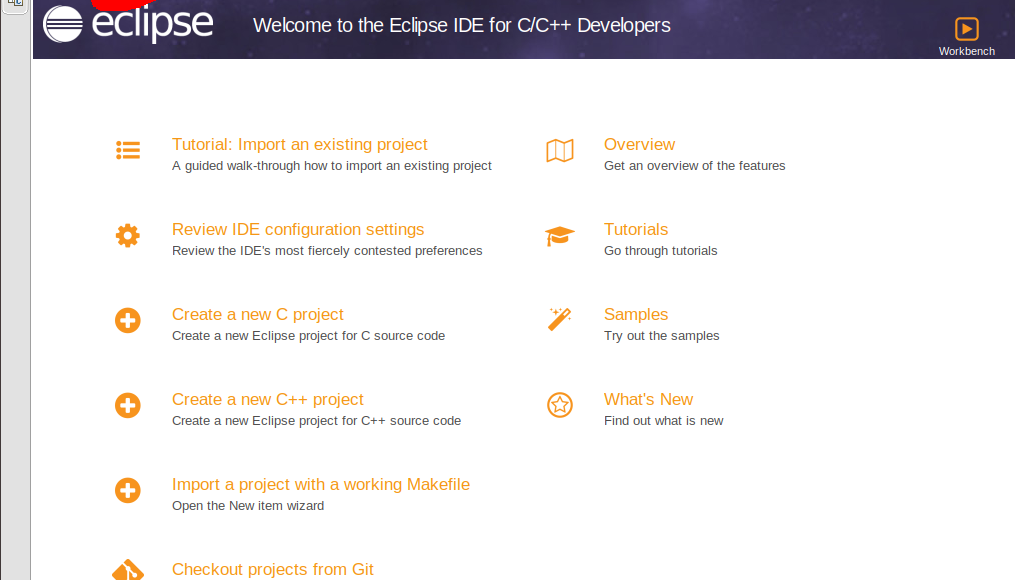 eclipse
Welcome to the Eclipse IDE for C/C++ Developers
Workbench
Tutorial: Import an existing project
A guided walk-through how to import an existing project
Overview
Get an overview of the features
Review IDE configuration settings
Review the IDE's most fiercely contested preferences
Tutorials
Go through tutorials
Create a new C project
Create a new Eclipse project for C source code
Samples
Try out the samples
Create a new C++ project
Create a new Eclipse project for C++ source code
What's New
Find out what is new
Import a project with a working Makefile
Open the New item wizard
Checkout projects from Git